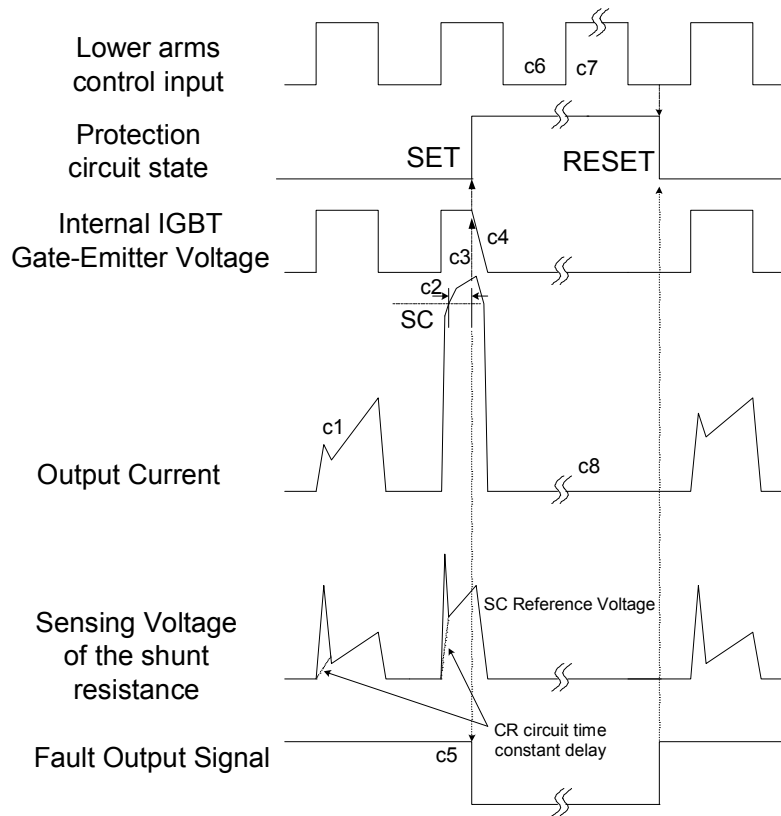 Lower arms
control input
c6
c7
Protection
circuit state
SET
RESET
Internal IGBT
Gate-Emitter Voltage
c3
c4
c2
SC
c1
Output Current
c8
SC Reference Voltage
Sensing Voltage
of the shunt
resistance
CR circuit time
constant delay
Fault Output Signal
c5